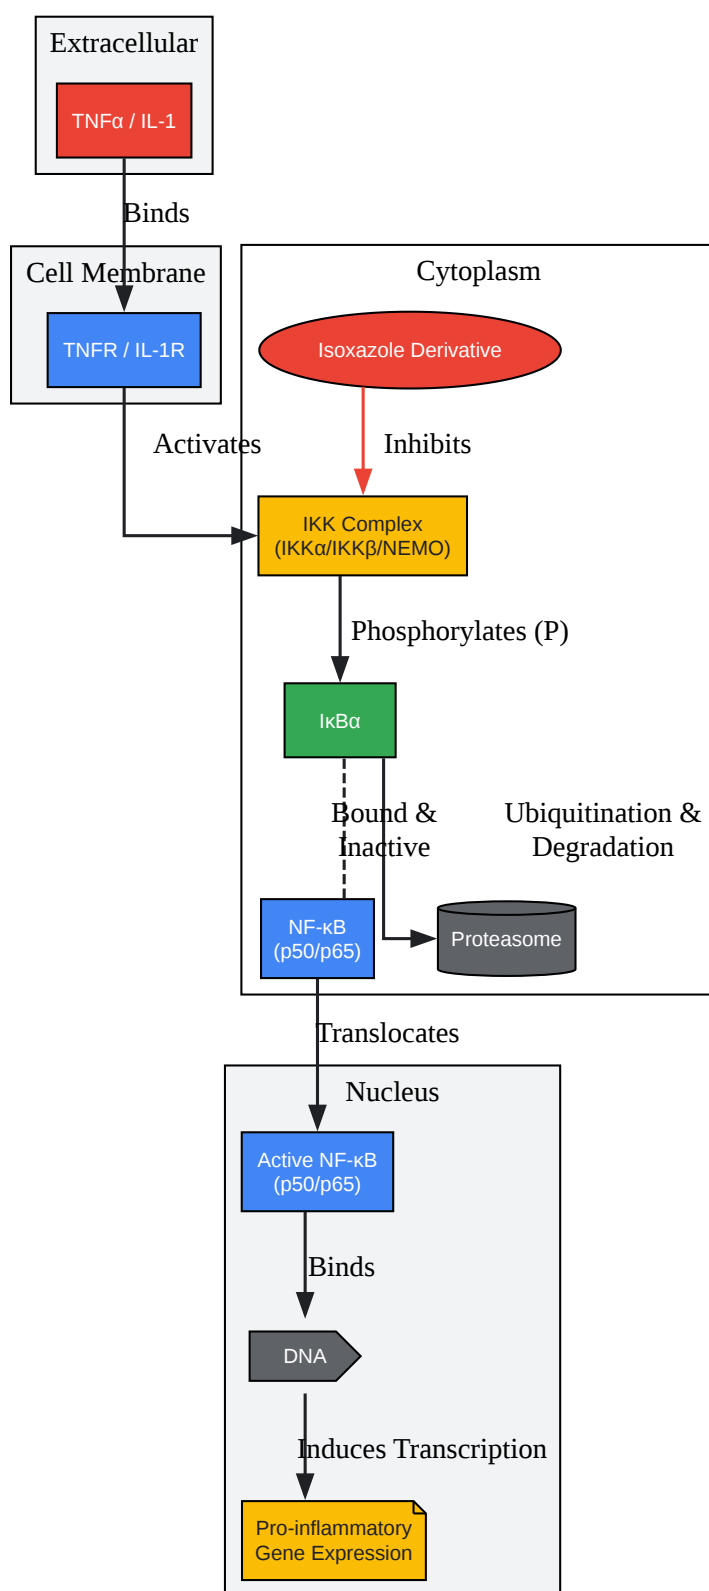 Extracellular
TNFα / IL-1
Binds
Cell Membrane
TNFR / IL-1R
Activates
Cytoplasm
Isoxazole Derivative
Inhibits
IKK Complex
(IKKα/IKKβ/NEMO)
Phosphorylates (P)
IκBα
Bound &
Inactive
Ubiquitination &
Degradation
NF-κB
(p50/p65)
Proteasome
Translocates
Nucleus
Active NF-κB
(p50/p65)
Binds
DNA
Induces Transcription
Pro-inflammatory
Gene Expression